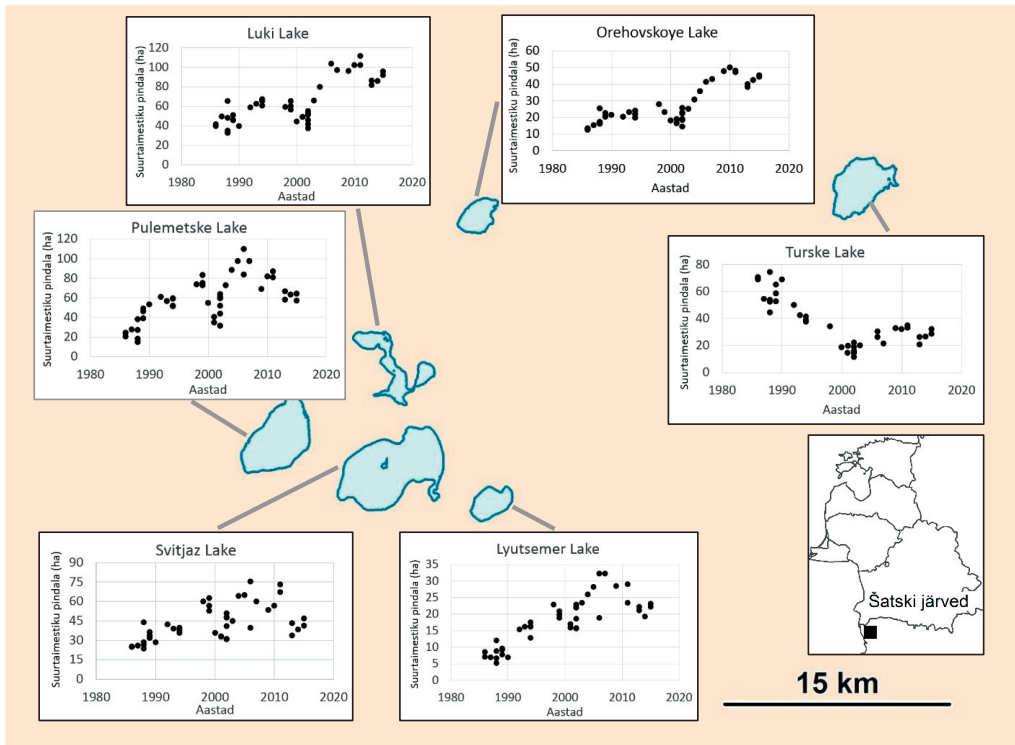 Luki Lake
Suurtaimestiku pindala (ha)
120
100
80
60
40
20
0
1980 1990 2000 2010 2020
Aastad
Orehovskoye Lake
Suurtaimestiku pindala (ha)
60
50
40
30
20
10
0
1980 1990 2000 2010 2020
Aastad
Pulemetske Lake
Suurtaimestiku pindala (ha)
120
100
80
60
40
20
0
1980 1990 2000 2010 2020
Aastad
Turske Lake
Suurtaimestiku pindala (ha)
80
60
40
20
0
1980 1990 2000 2010 2020
Aastad
Svitjaz Lake
Suurtaimestiku pindala (ha)
90
75
60
45
30
15
0
1980 1990 2000 2010 2020
Aastad
Lyutsemer Lake
Suurtaimestiku pindala (ha)
35
30
25
20
15
10
5
0
1980 1990 2000 2010 2020
Aastad
Šatski järved
15 km